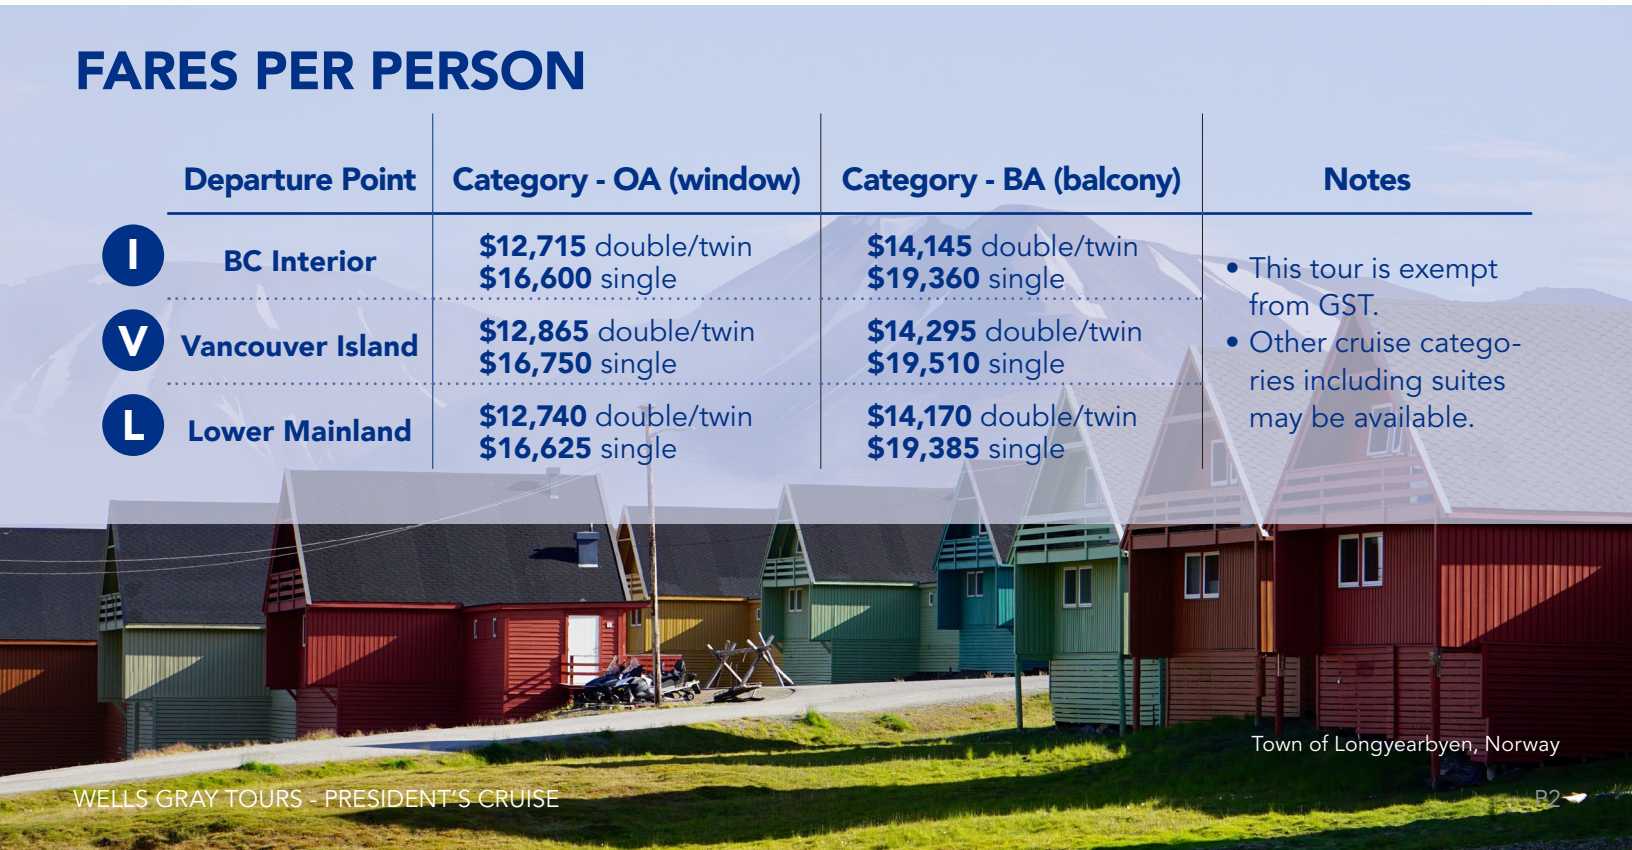 FARES PER PERSON
Departure Point
Category - OA (window)
Category - BA (balcony)
Notes
I
BC Interior
$12,715 double/twin
$16,600 single
$14,145 double/twin
$19,360 single
V
Vancouver Island
$12,865 double/twin
$16,750 single
$14,295 double/twin
$19,510 single
L
Lower Mainland
$12,740 double/twin
$16,625 single
$14,170 double/twin
$19,385 single
• This tour is exempt
from GST.
• Other cruise catego-
ries including suites
may be available.
Town of Longyearbyen, Norway
WELLS GRAY TOURS - PRESIDENT'S CRUISE
B2